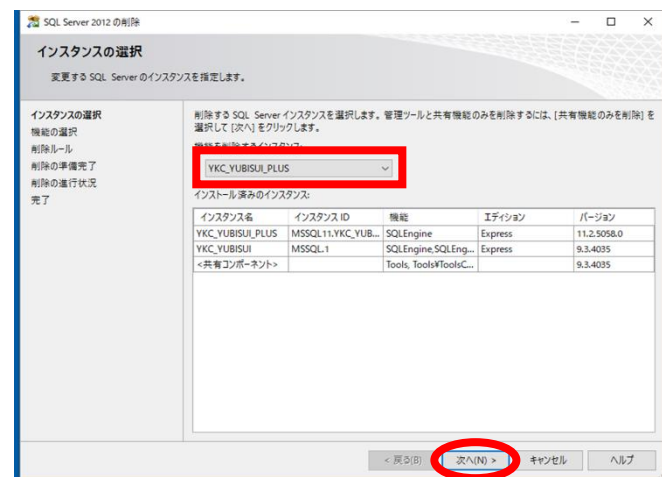 SQL Server 2012 の削除
インスタンスの選択
変更する SQL Server のインスタンスを指定します。
インスタンスの選択
機能の選択
削除ルール
削除の準備完了
削除の進行状況
完了
削除する SQL Server インスタンスを選択します。管理ツールと共有機能のみを削除するには、[共有機能のみを削除] を
選択して [次へ] をクリックします。
YKC_YUBISUI_PLUS
インストール済みのインスタンス:
インスタンス名 インスタンス ID 機能 エディション バージョン
YKC_YUBISUI_PLUS MSSQL11.YKC_YUB... SQLEngine Express 11.2.5058.0
YKC_YUBISUI MSSQL.1 SQLEngine,SQLEng... Express 9.3.4035
<共有コンポーネント> Tools, Tools¥ToolsC... 9.3.4035
< 戻る(B) 次へ(N) > キャンセル ヘルプ